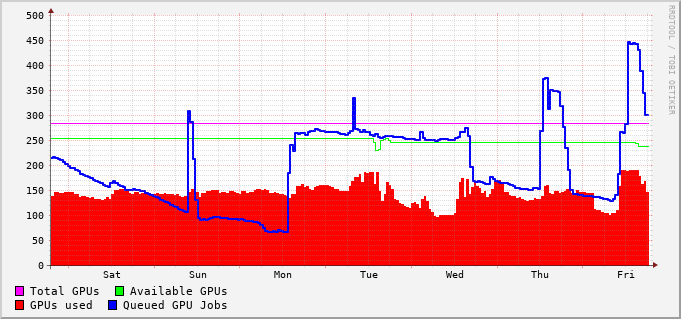 500
450
400
350
300
250
200
150
100
50
0
RRDTOOL / TOBI OETIKER
Sat Sun Mon Tue Wed Thu Fri
Total GPUs Available GPUs
GPUs used Queued GPU Jobs